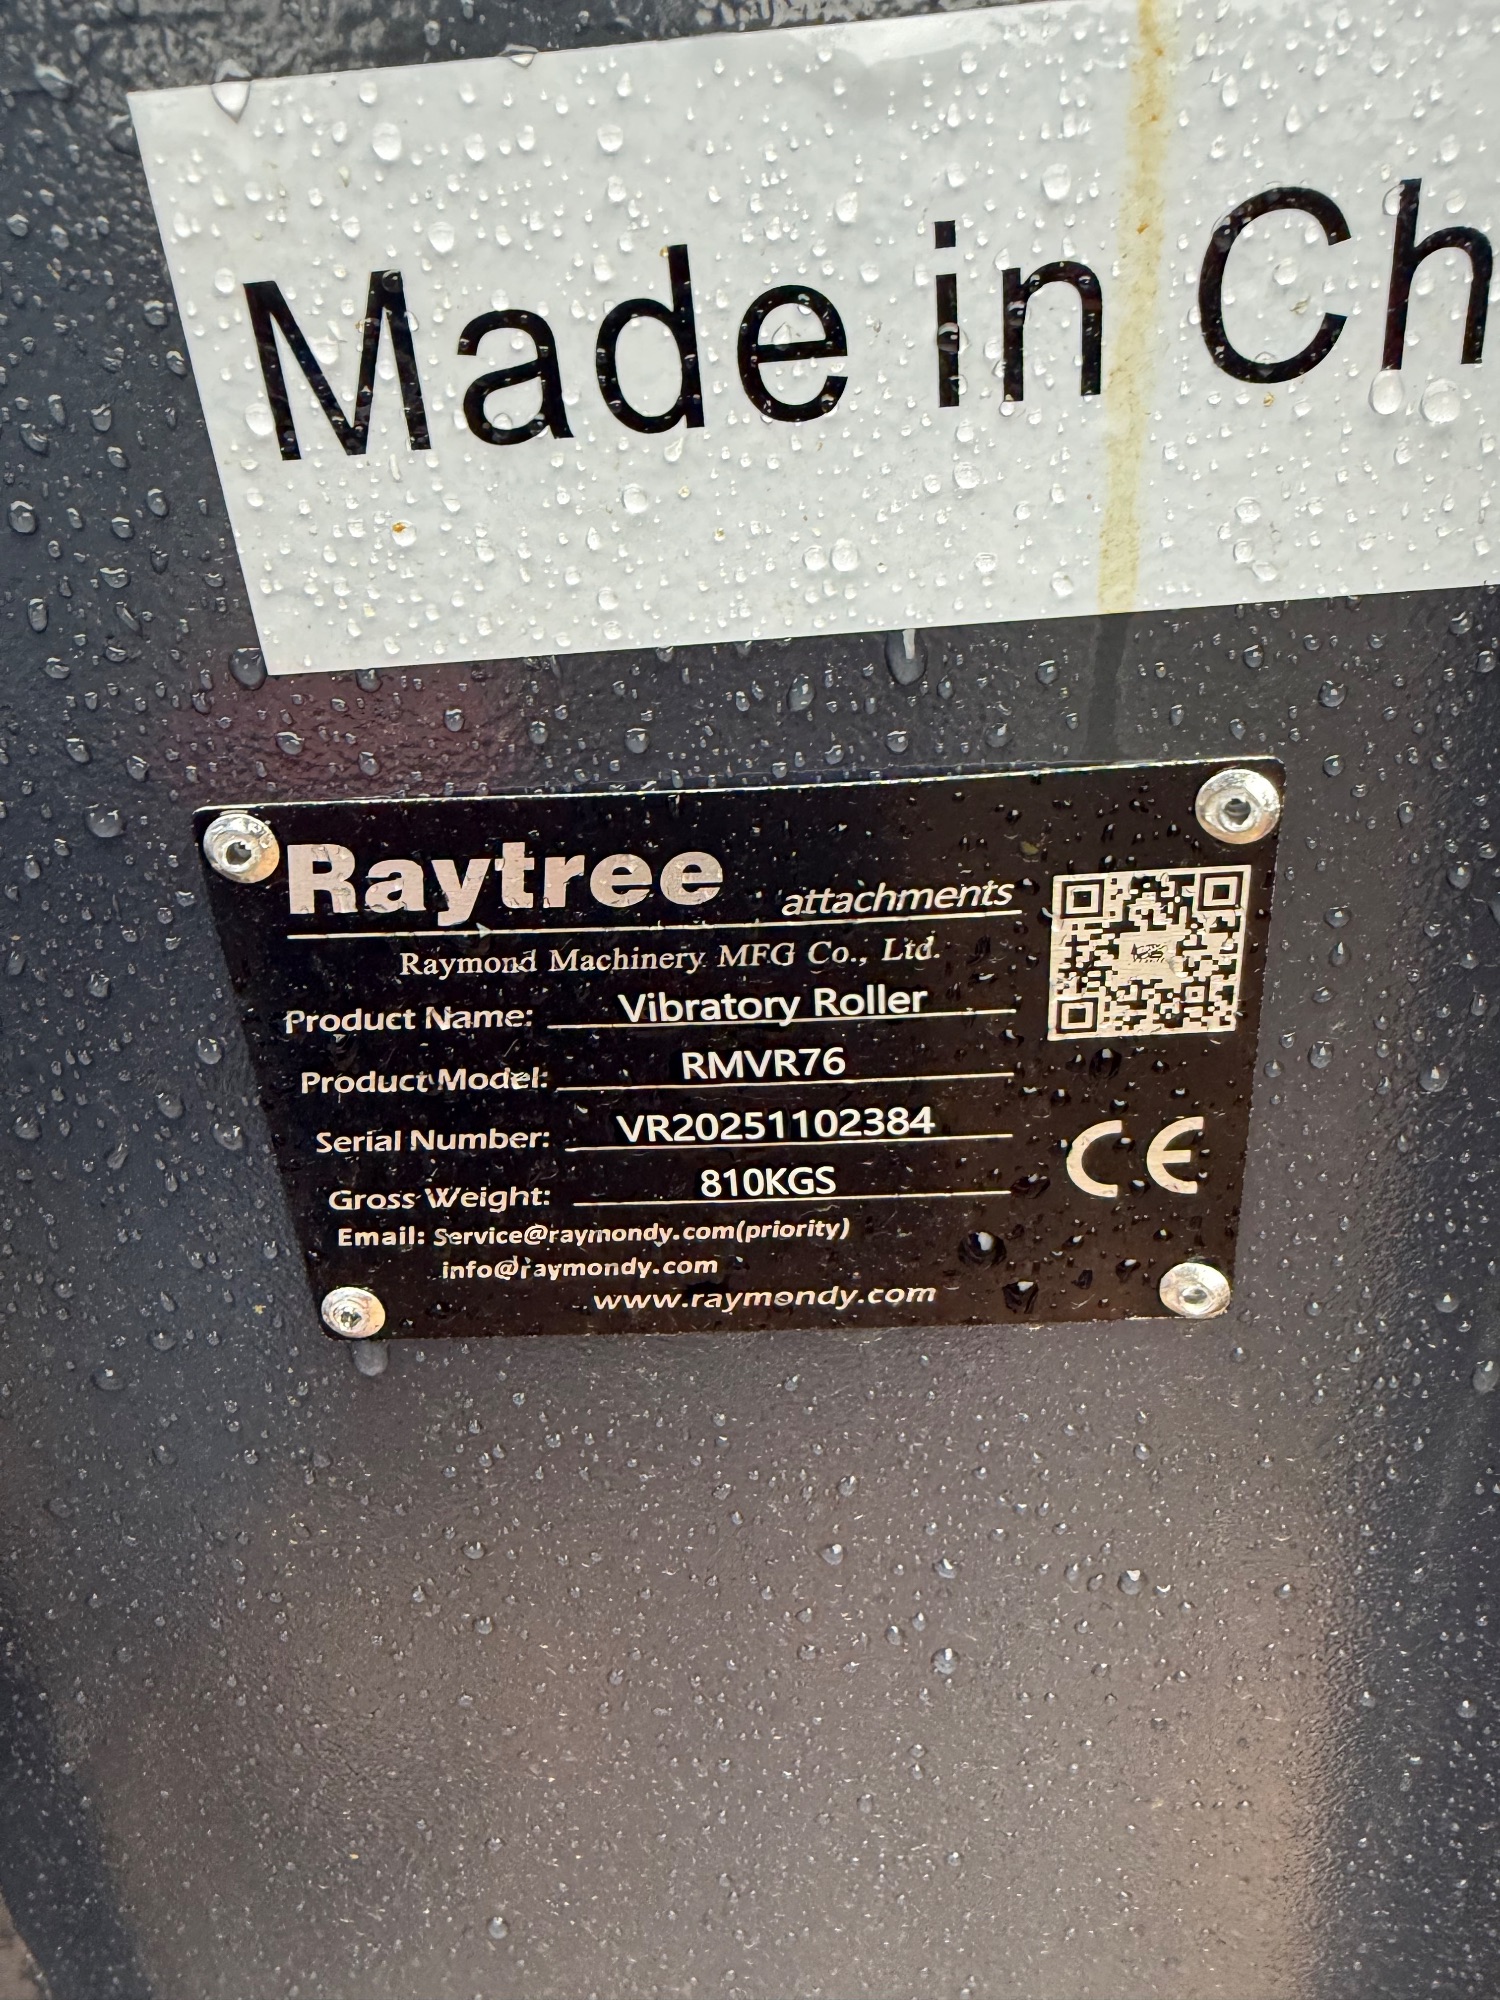 Made in Ch
Raytree attachments
Raymond Machinery MFG Co., Ltd.
Product Name: Vibratory Roller
Product Model: RMVR76
Serial Number: VR20251102384
Gross Weight: 810KGS
CE
Email: Service@raymondy.com(priority)
info@raymondy.com
www.raymondy.com